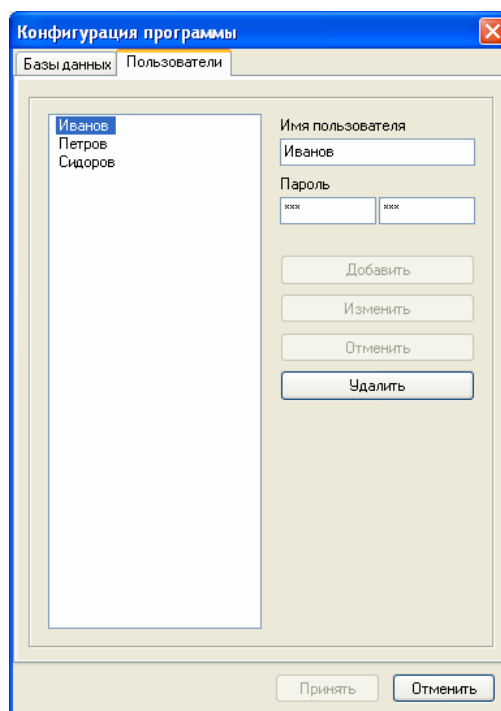 Конфигурация программы
Базы данных Пользователи
Иванов
Петров
Сидоров
Имя пользователя
Иванов
Пароль
*** ***
Добавить
Изменить
Отменить
Удалить
Принять Отменить